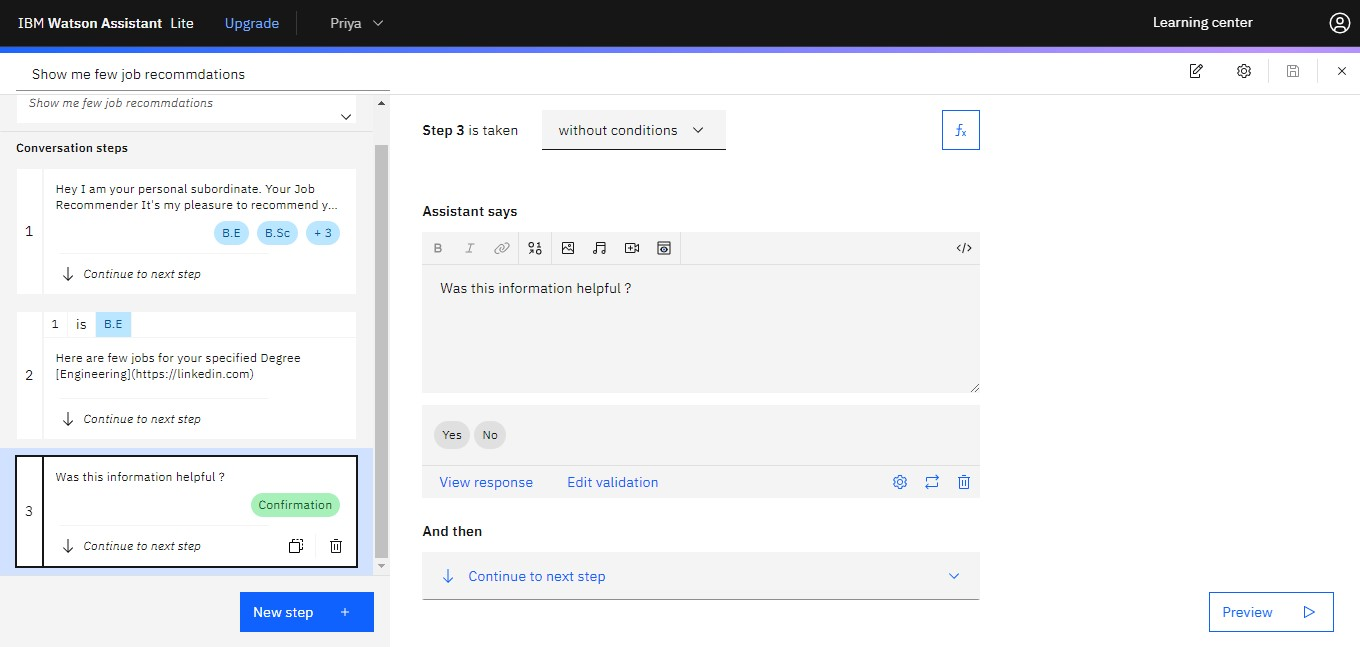 IBM Watson Assistant Lite Upgrade Priya Learning center
Show me few job recommdations
Show me few job recommdations
Conversation steps
1
Hey I am your personal subordinate. Your Job
Recommender It's my pleasure to recommend y...
B.E B.Sc + 3
Continue to next step
2
1 is B.E
Here are few jobs for your specified Degree
[Engineering](https://linkedin.com)
Continue to next step
3
Was this information helpful ?
Confirmation
Continue to next step
New step +
Step 3 is taken without conditions fx
Assistant says
B I </>
Was this information helpful ?
Yes No
View response Edit validation
And then
Continue to next step
Preview